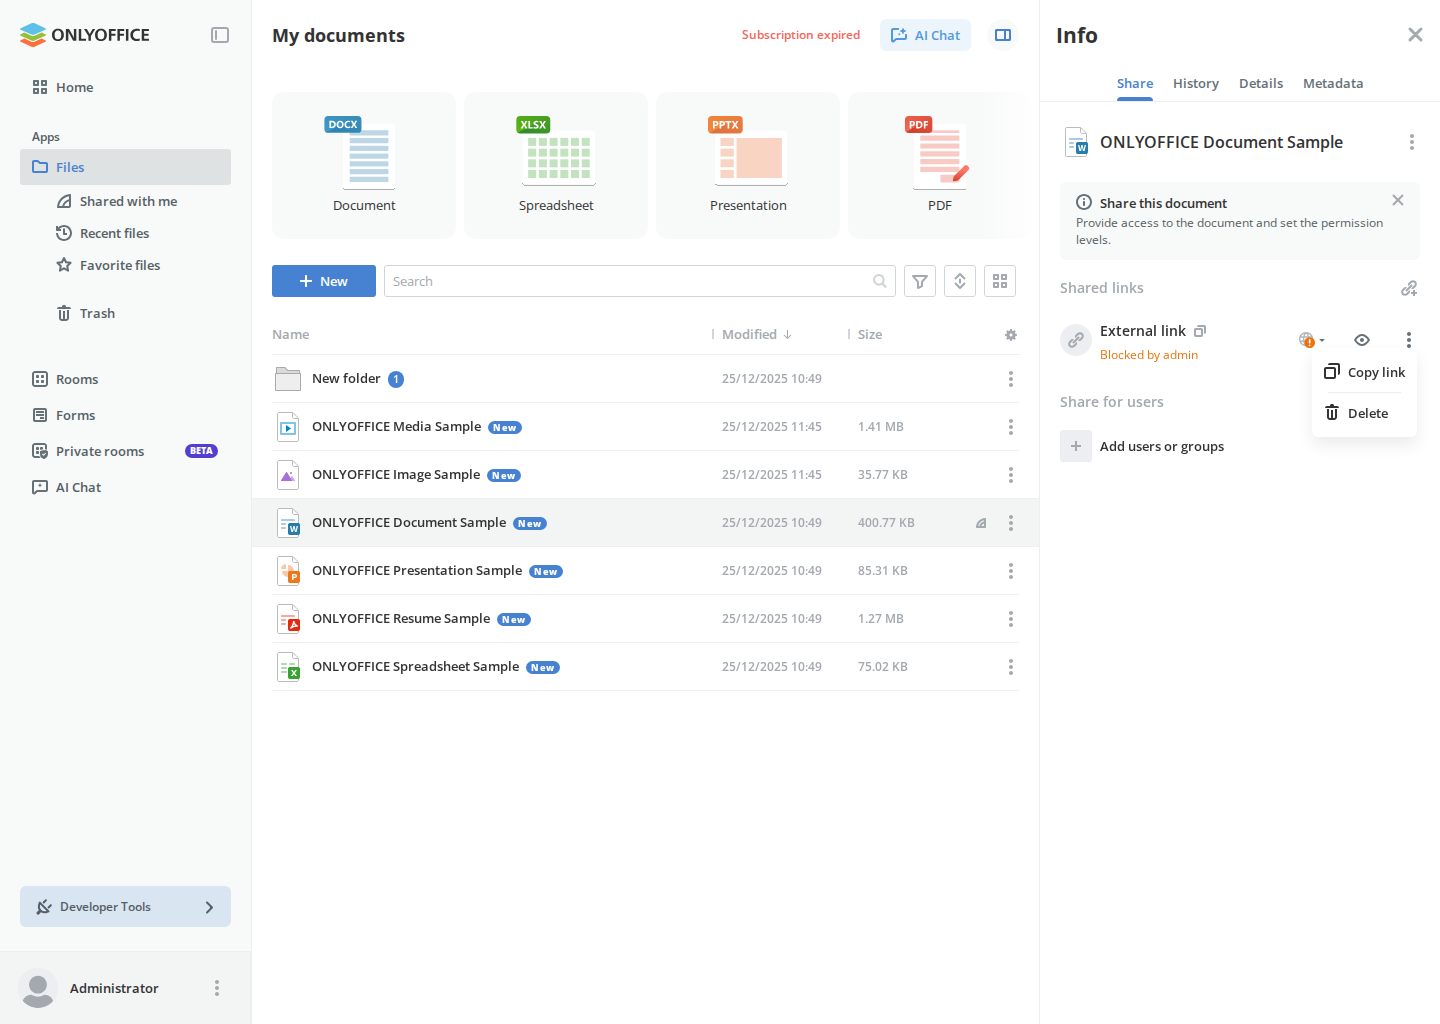 ONLYOFFICE
Home
Apps
Files
Shared with me
Recent files
Favorite files
Trash
Rooms
Forms
Private rooms BETA
AI Chat
Developer Tools
Administrator
My documents
Subscription expired
AI Chat
DOCX
Document
XLSX
Spreadsheet
PPTX
Presentation
PDF
PDF
New
Search
Name Modified Size
New folder 1 25/12/2025 10:49
ONLYOFFICE Media Sample New 25/12/2025 11:45 1.41 MB
ONLYOFFICE Image Sample New 25/12/2025 11:45 35.77 KB
W ONLYOFFICE Document Sample New 25/12/2025 10:49 400.77 KB
P ONLYOFFICE Presentation Sample New 25/12/2025 10:49 85.31 KB
ONLYOFFICE Resume Sample New 25/12/2025 10:49 1.27 MB
X ONLYOFFICE Spreadsheet Sample New 25/12/2025 10:49 75.02 KB
Info
Share History Details Metadata
W ONLYOFFICE Document Sample
Share this document
Provide access to the document and set the permission
levels.
Shared links
External link
Blocked by admin
Copy link
Delete
Share for users
Add users or groups